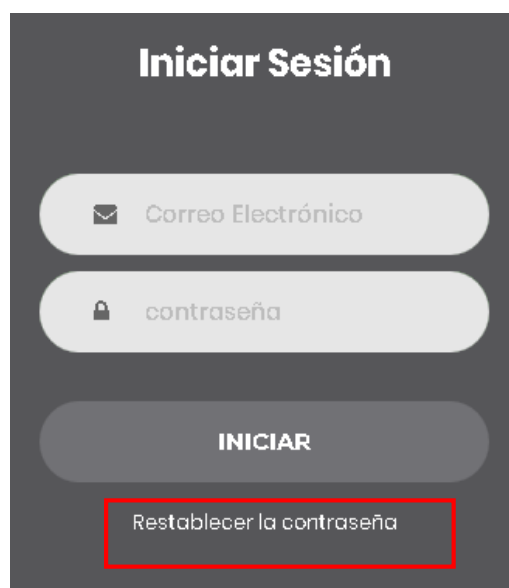 Iniciar Sesión
Correo Electrónico
contraseña
INICIAR
Restablecer la contraseña